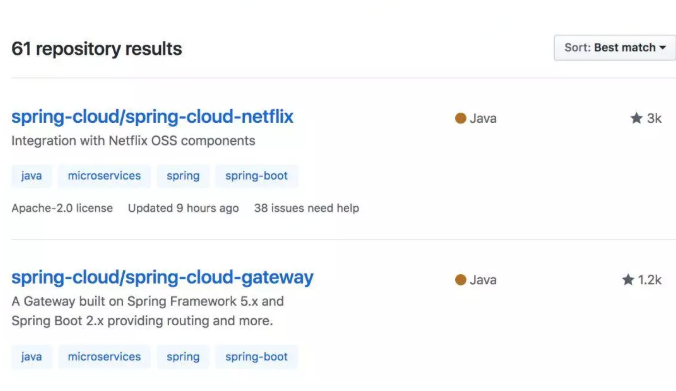 61 repository results
Sort: Best match
spring-cloud/spring-cloud-netflix
Java
3k
Integration with Netflix OSS components
java microservices spring spring-boot
Apache-2.0 license Updated 9 hours ago 38 issues need help
spring-cloud/spring-cloud-gateway
Java
1.2k
A Gateway built on Spring Framework 5.x and
Spring Boot 2.x providing routing and more.
java microservices spring spring-boot